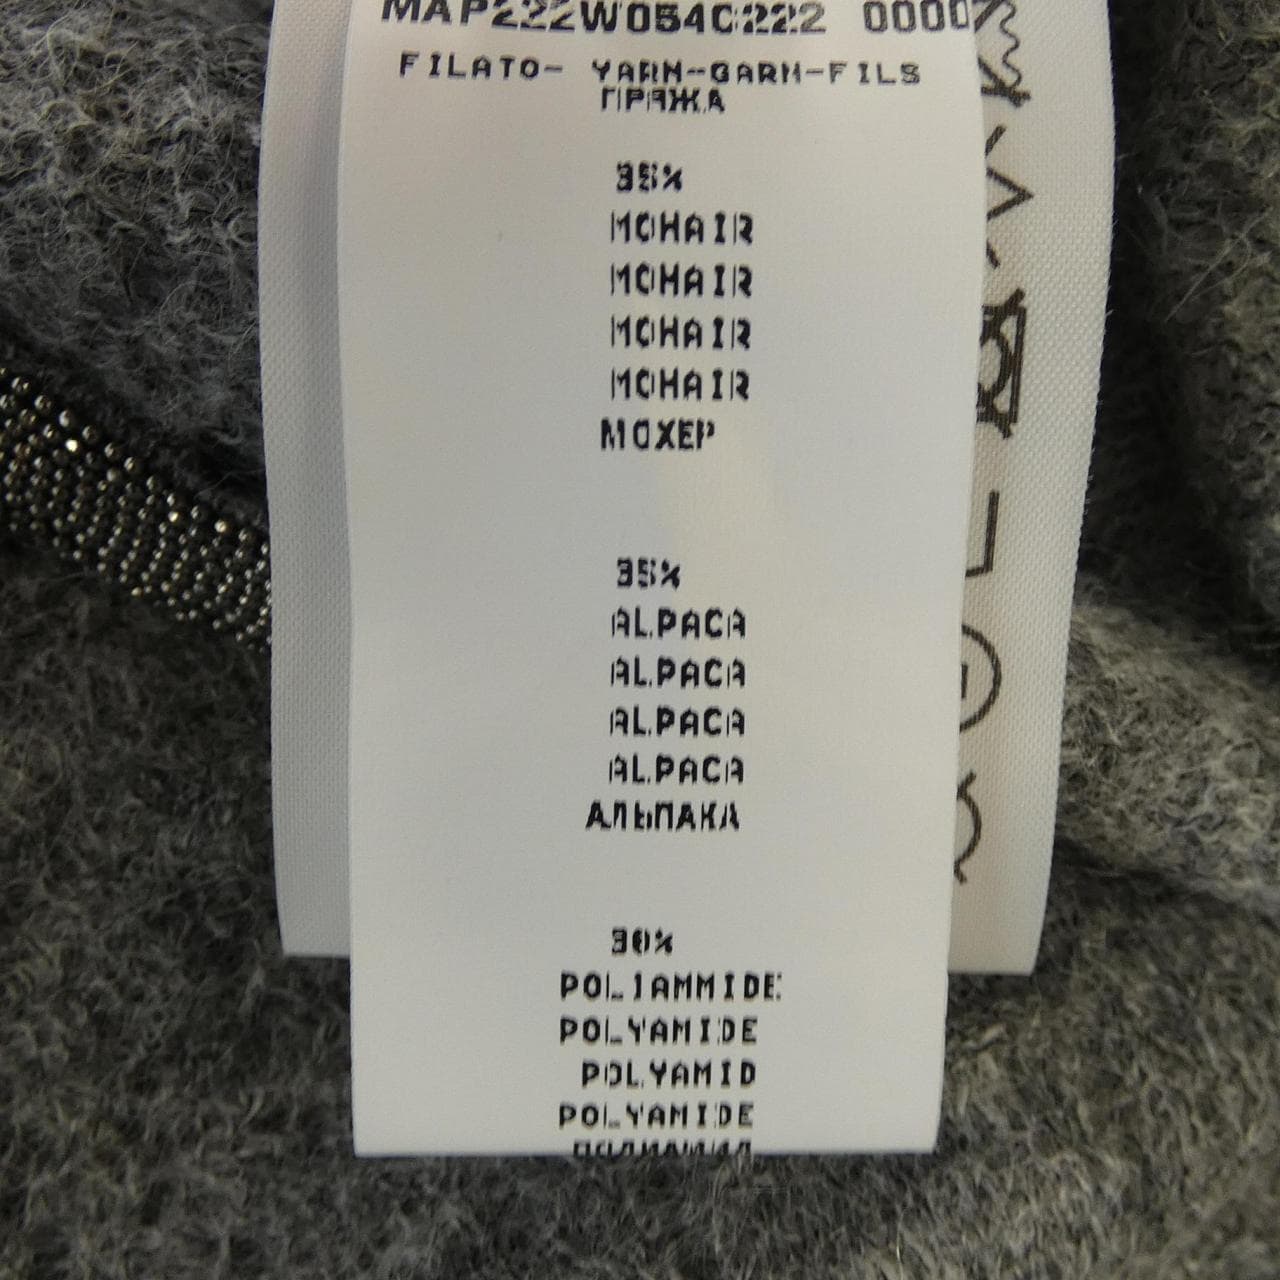 MAP222W054C222 0000
FILATO- YARN-GARN-FILS
ПРЯЖА
35%
MOHAIR
MOHAIR
MOHAIR
MOHAIR
МОХЕР
35%
ALPACA
ALPACA
ALPACA
ALPACA
АЛЬПАКА
30%
POLIAMMIDE
POLYAMIDE
POLYAMID
POLYAMIDE
ПОЛИАМИД